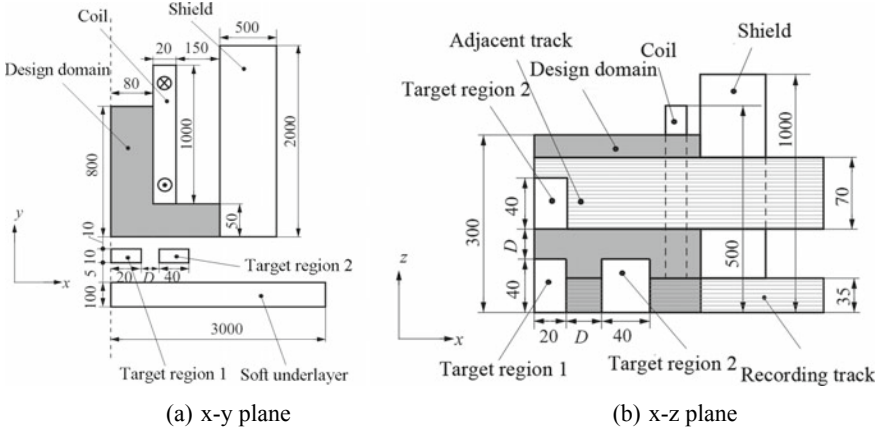 Shield
Coil
500
20 150
Design domain
80
800
1000
2000
50
y
10
10
5
x
20 D 40
Target region 2
100
3000
Target region 1 Soft underlayer
(a) x-y plane
Shield
Adjacent track
Coil
Design domain
Target region 2
1000
300
40
70
D
500
z
40
35
x
20 D 40
Target region 1
Target region 2
Recording track
(b) x-z plane